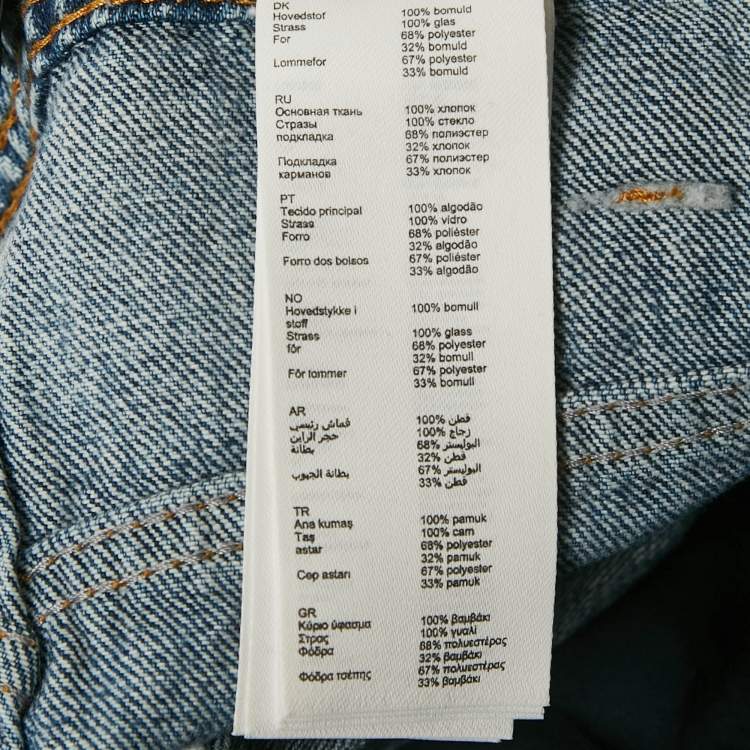 DK
Hovedstof 100% bomuld
Strass 100% glas
For 68% polyester
32% bomuld
Lommefor 67% polyester
33% bomuld
RU
Основная ткань 100% хлопок
Стразы 100% стекло
подкладка 68% полиэстер
32% хлопок
Подкладка 67% полиэстер
карманов 33% хлопок
PT
Tecido principal 100% algodão
Strass 100% vidro
Forro 68% poliéster
32% algodão
Forro dos bolsos 67% poliéster
33% algodão
NO
Hovedstykke i 100% bomull
stoff
Strass 100% glass
fôr 68% polyester
32% bomull
Fôr lommer 67% polyester
33% bomull
AR
قماش رئيسي 100% قطن
حجر الراين 100% زجاج
بطانة 68% البوليستر
32% قطن
بطانة الجيوب 67% البوليستر
33% قطن
TR
Ana kumaş 100% pamuk
Taş 100% cam
astar 68% polyester
32% pamuk
Cep astarı 67% polyester
33% pamuk
GR
Κύριο ύφασμα 100% βαμβάκι
Στρας 100% γυαλί
Φόδρα 68% πολυεστέρας
32% βαμβάκι
Φόδρα τσέπης 67% πολυεστέρας
33% βαμβάκι